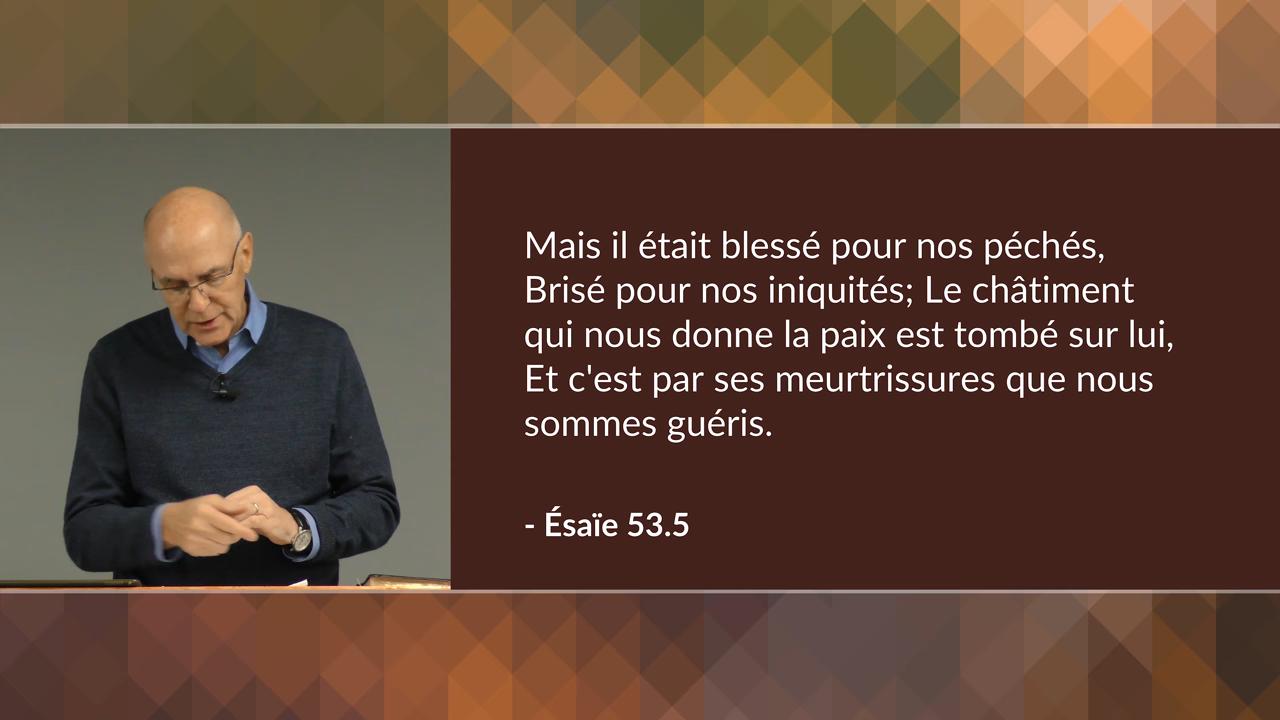 Mais il était blessé pour nos péchés,
Brisé pour nos iniquités; Le châtiment
qui nous donne la paix est tombé sur lui,
Et c'est par ses meurtrissures que nous
sommes guéris.
- Ésaïe 53.5